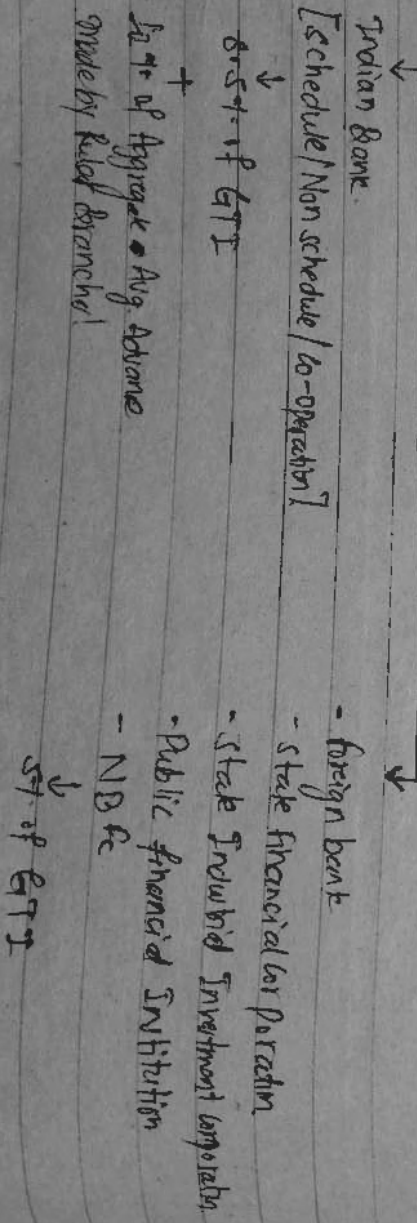 Indian Bank.
[schedule/Non schedule/co-operation]
↓
8.5% of GTI
+
10% of Aggregate Avg. Advance
made by Rural Branches!
- foreign bank
- State financial corporation
- State Industrial Investment corporation.
- Public financial Institution
- NBFC
↓
5% of GTI